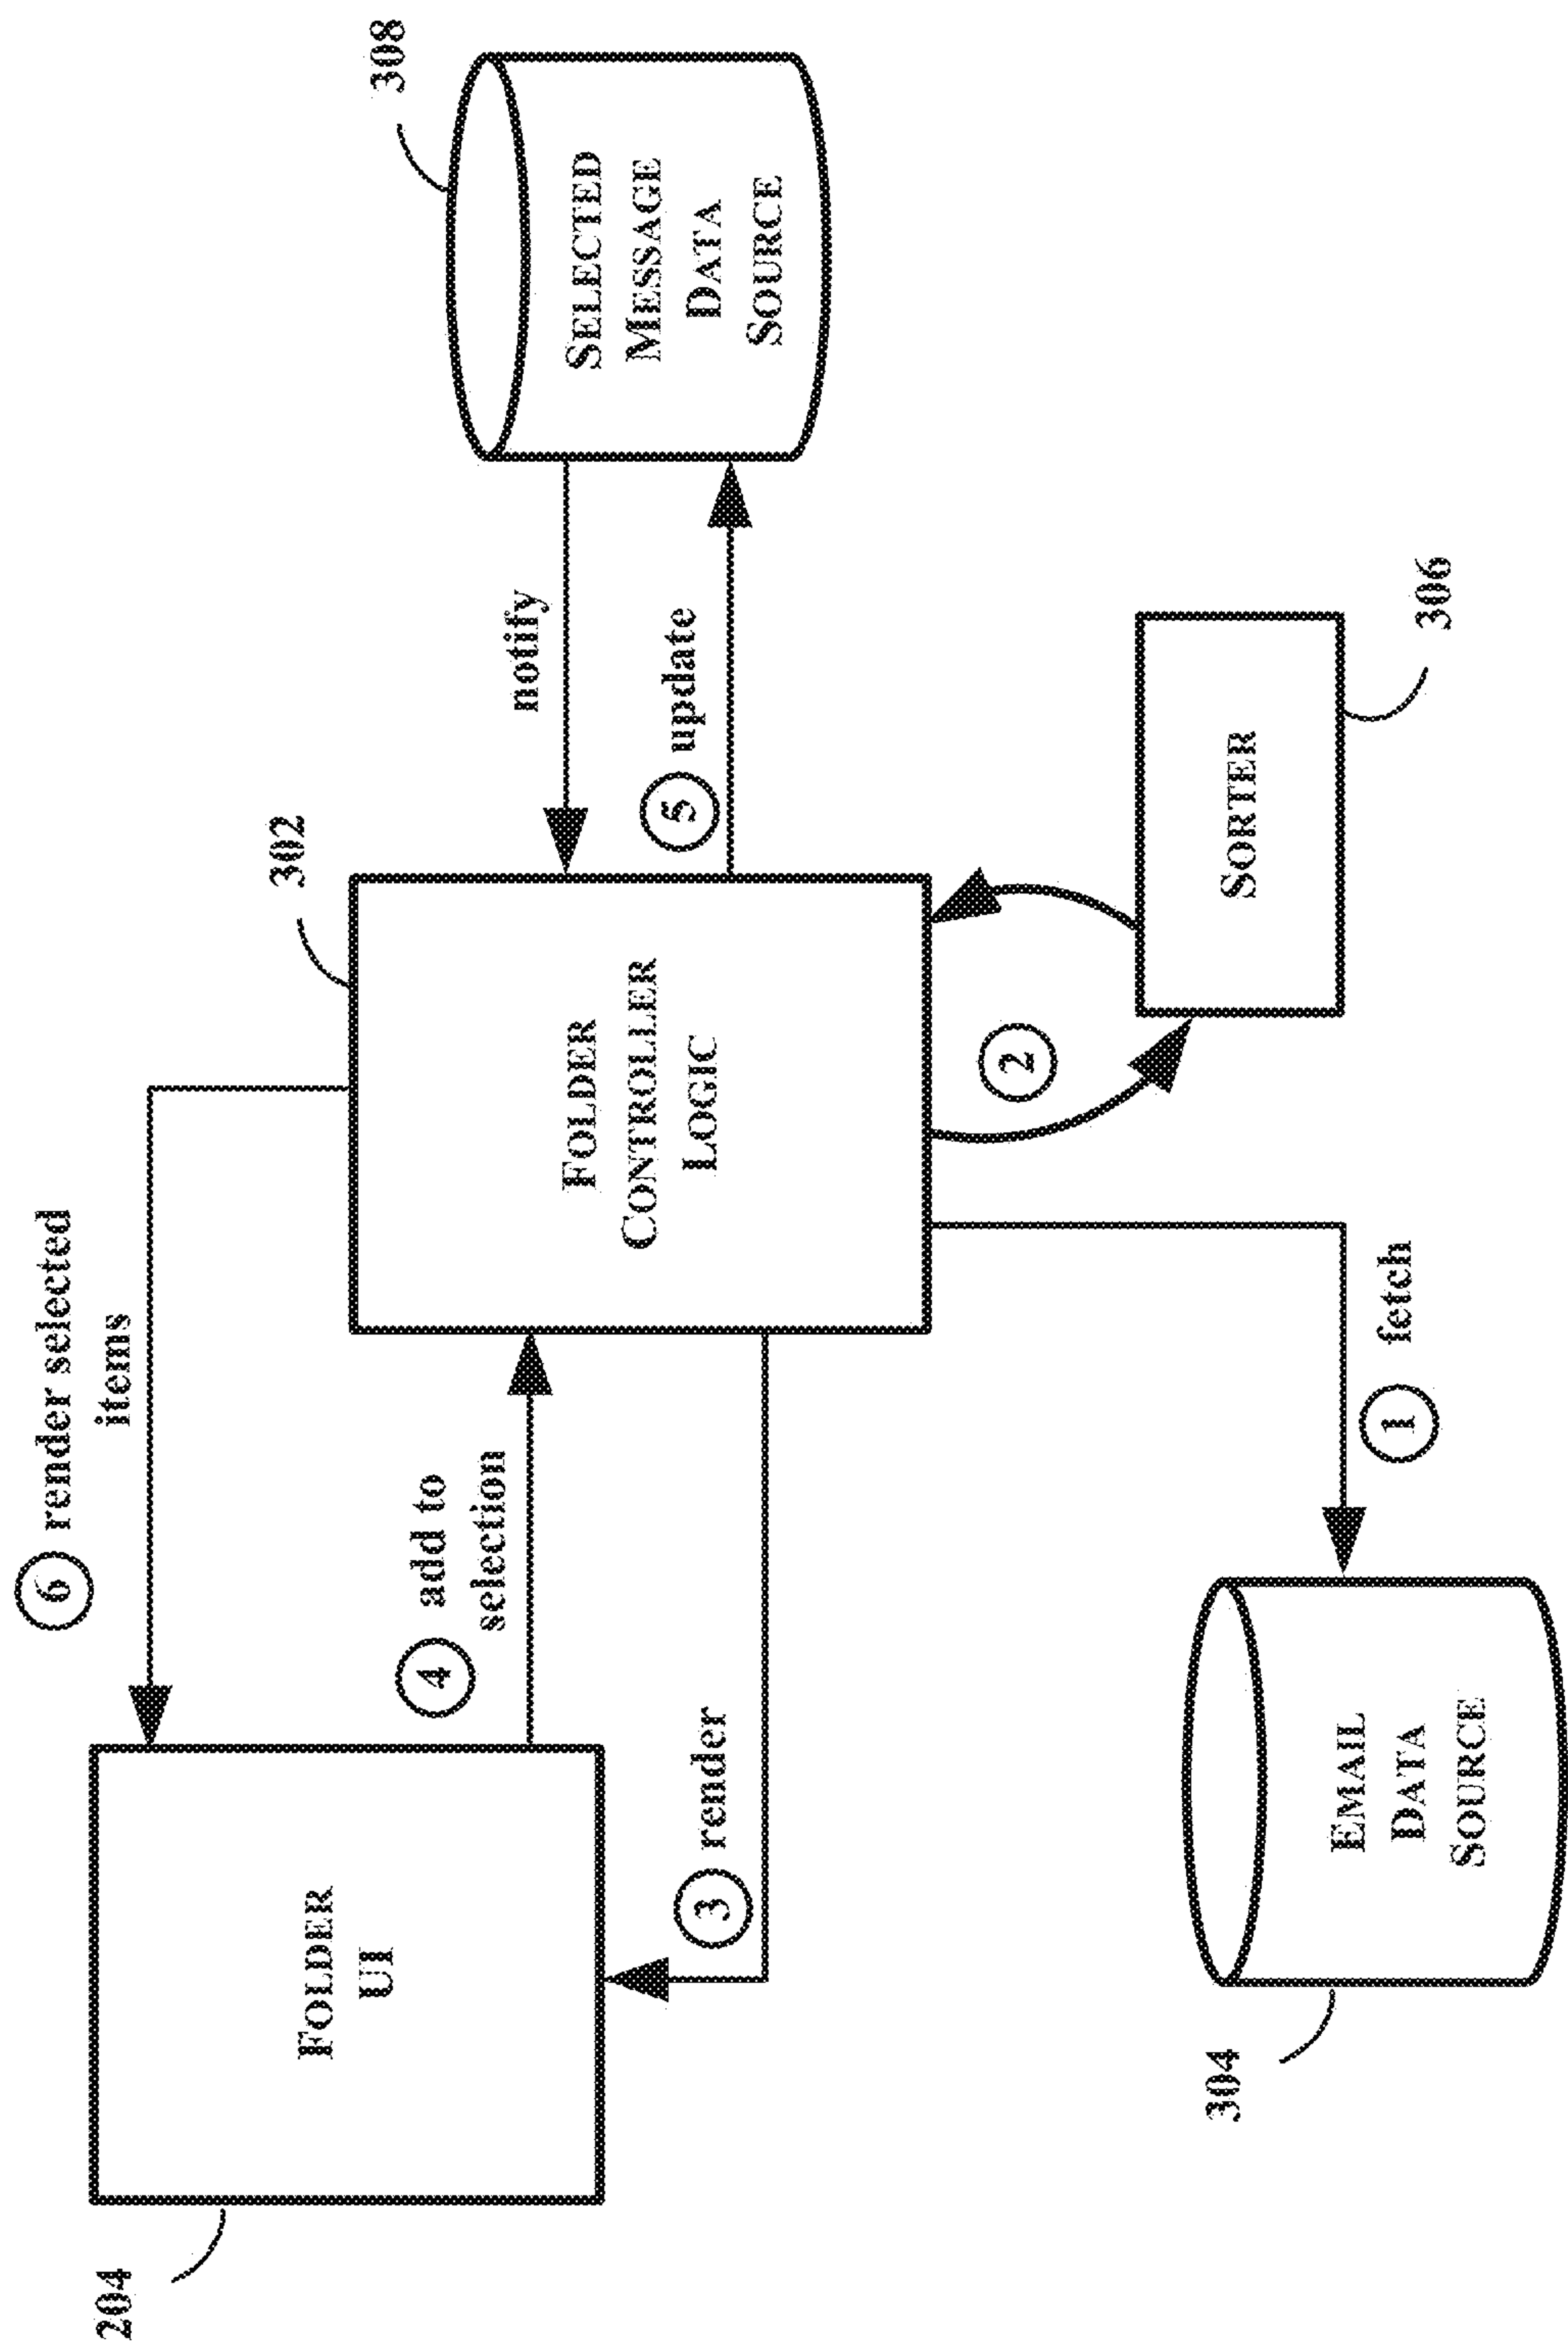 6 render selected
items
302
308
FOLDER
UI
204
4 add to
selection
FOLDER
CONTROLLER
LOGIC
notify
SELECTED
MESSAGE
DATA
SOURCE
3 render
5 update
2
304
EMAIL
DATA
SOURCE
1 fetch
SORTER
306